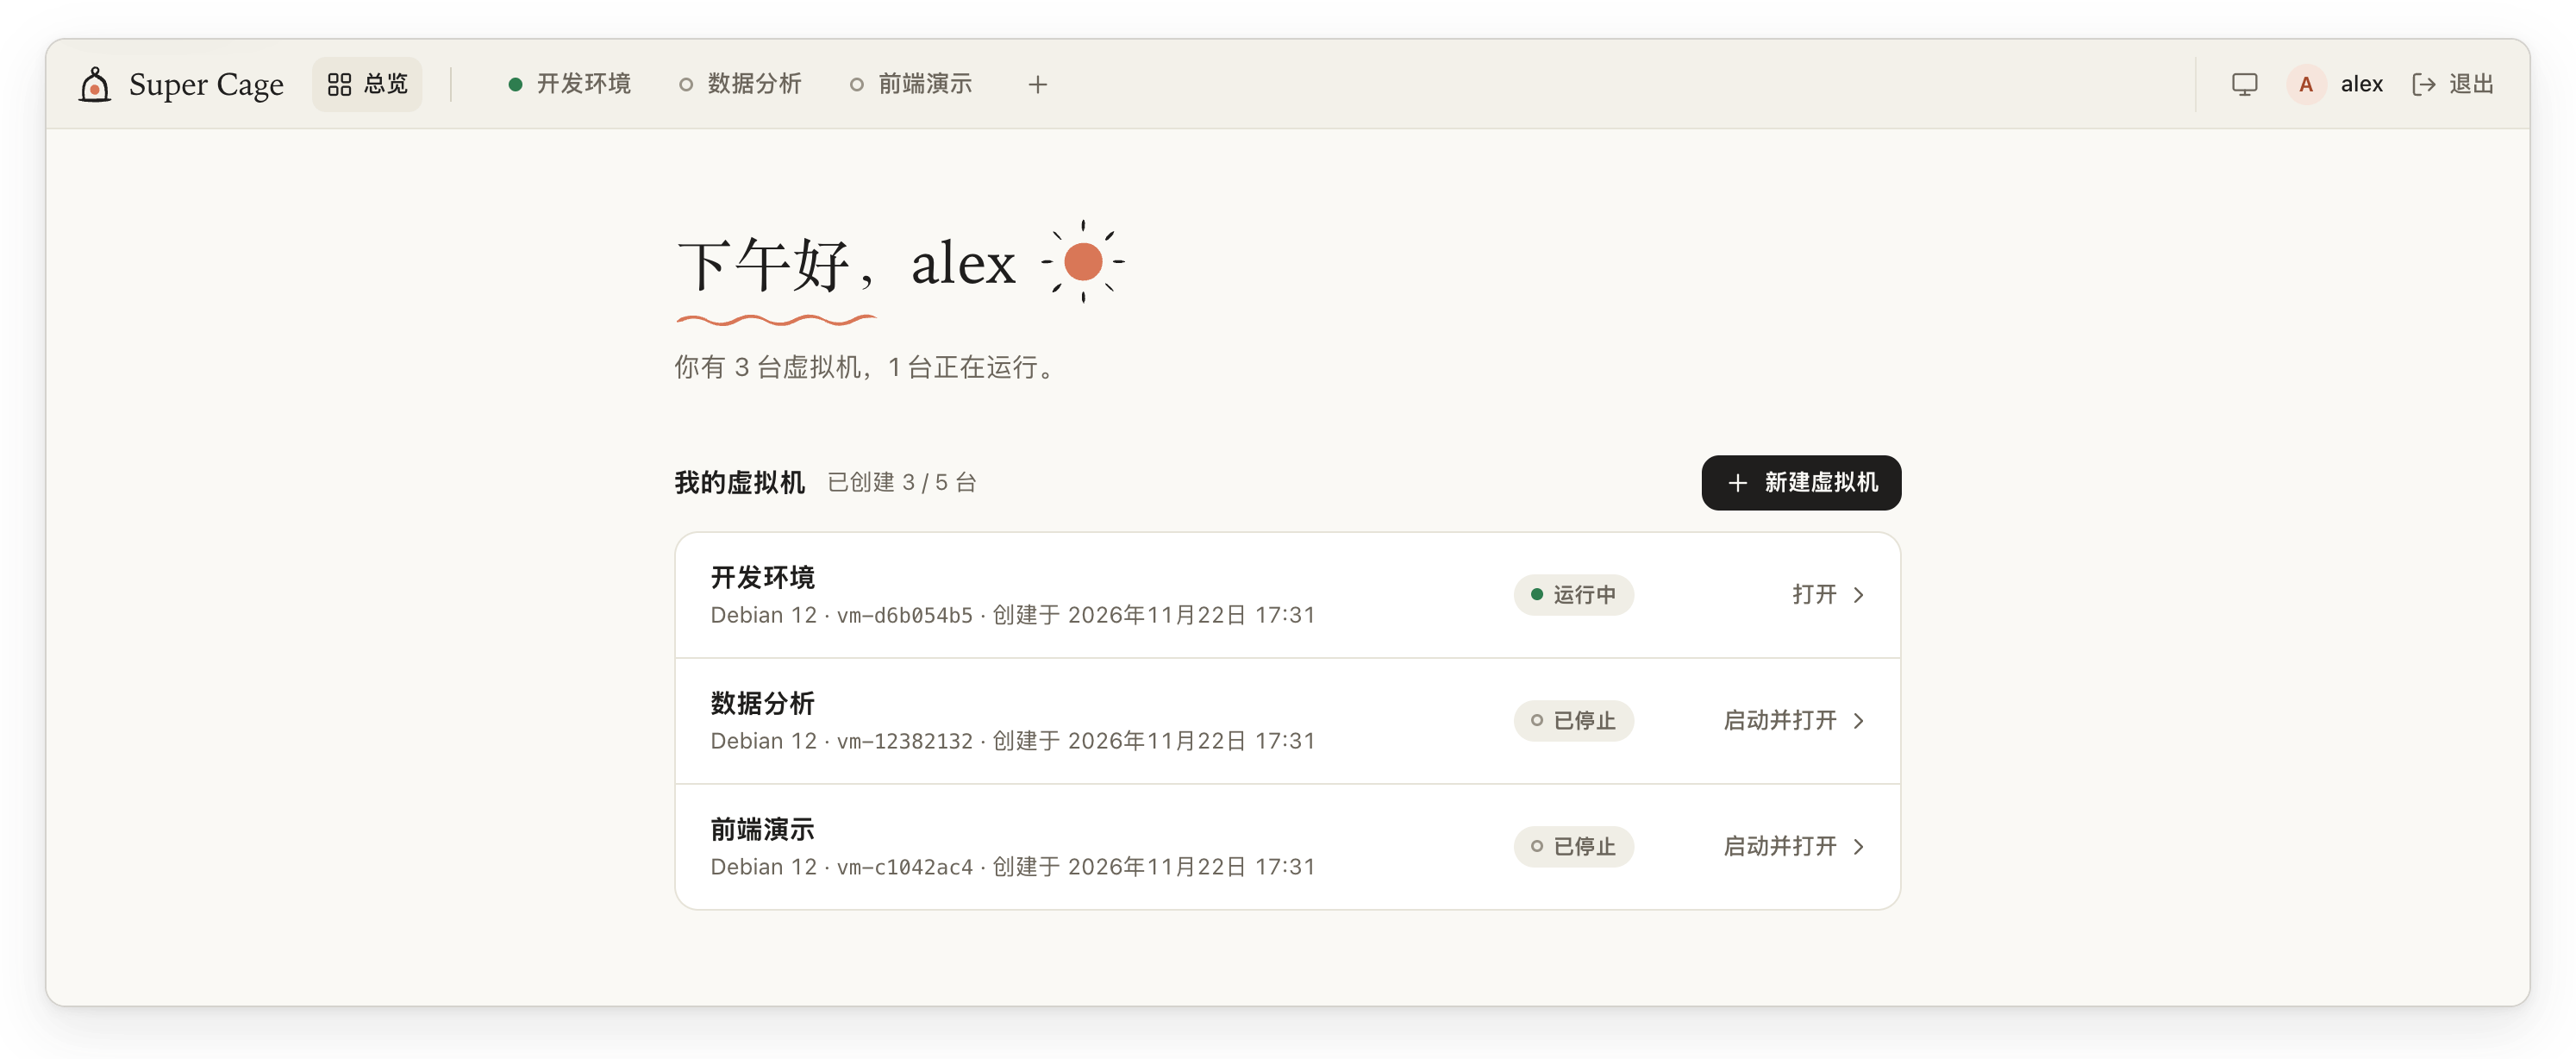 Super Cage 总览 开发环境 数据分析 前端演示 A alex 退出
下午好，alex
你有 3 台虚拟机，1 台正在运行。
我的虚拟机 已创建 3 / 5 台 新建虚拟机
开发环境
Debian 12 · vm-d6b054b5 · 创建于 2026年11月22日 17:31
运行中 打开
数据分析
Debian 12 · vm-12382132 · 创建于 2026年11月22日 17:31
已停止 启动并打开
前端演示
Debian 12 · vm-c1042ac4 · 创建于 2026年11月22日 17:31
已停止 启动并打开